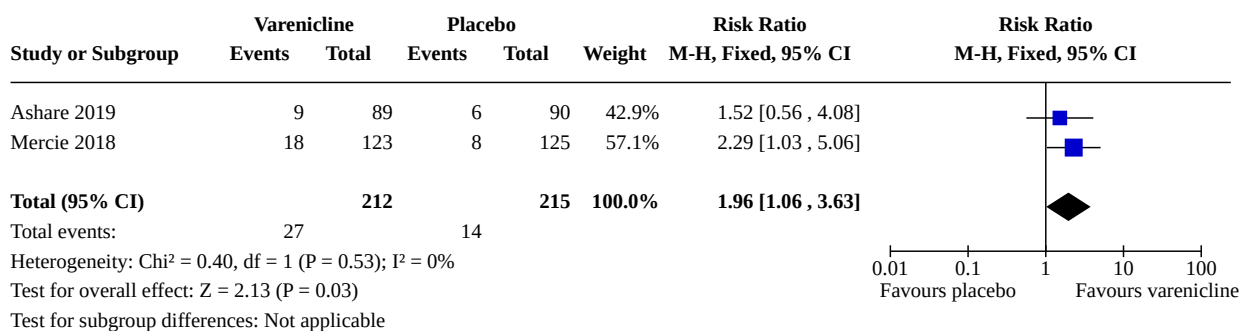 Varenicline Placebo Risk Ratio Risk Ratio
Study or Subgroup Events Total Events Total Weight M-H, Fixed, 95% CI M-H, Fixed, 95% CI
Ashare 2019 9 89 6 90 42.9% 1.52 [0.56 , 4.08]
Mercie 2018 18 123 8 125 57.1% 2.29 [1.03 , 5.06]
Total (95% CI) 212 215 100.0% 1.96 [1.06 , 3.63]
Total events: 27 14
Heterogeneity: Chi² = 0.40, df = 1 (P = 0.53); I² = 0%
0.01 0.1 1 10 100
Test for overall effect: Z = 2.13 (P = 0.03)
Favours placebo Favours varenicline
Test for subgroup differences: Not applicable